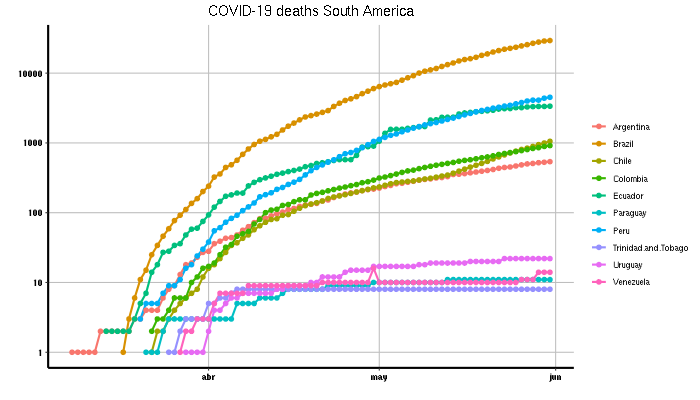 COVID-19 deaths South America
10000
1000
100
10
1
abr
may
jun
Argentina
Brazil
Chile
Colombia
Ecuador
Paraguay
Peru
Trinidad.and.Tobago
Uruguay
Venezuela